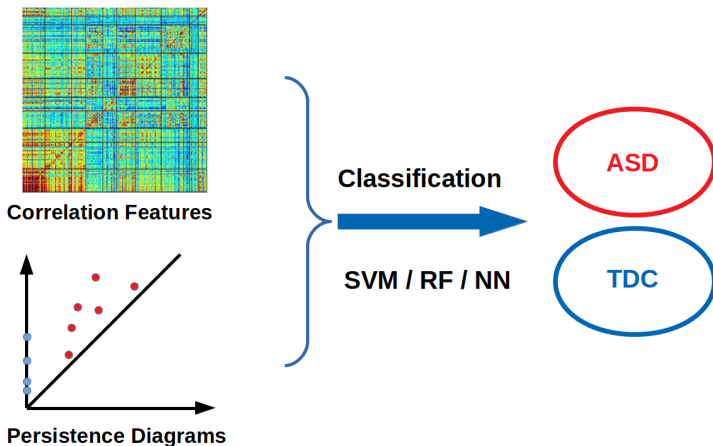 Correlation Features
Persistence Diagrams
Classification
SVM / RF / NN
ASD
TDC